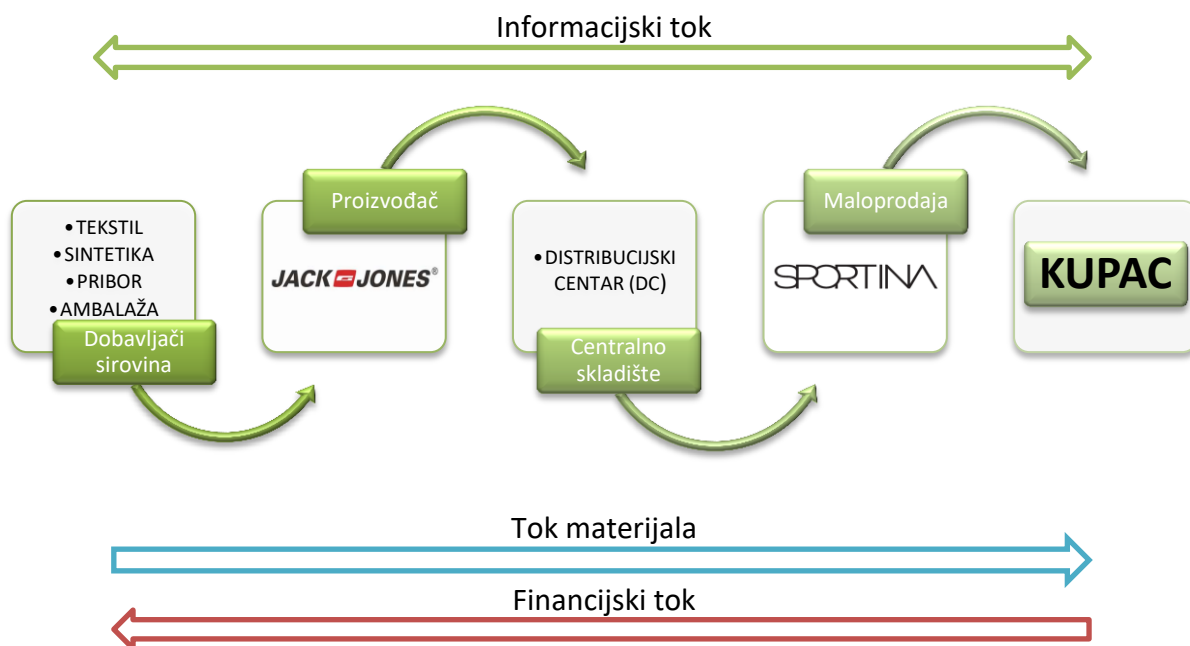 Informacijski tok
•TEKSTIL
•SINTETIKA
•PRIBOR
•AMBALAŽA
Dobavljači
sirovina
Proizvođač
JACK JONES®
•DISTRIBUCIJSKI
CENTAR (DC)
Centralno
skladište
Maloprodaja
SPORTINA
KUPAC
Tok materijala
Financijski tok